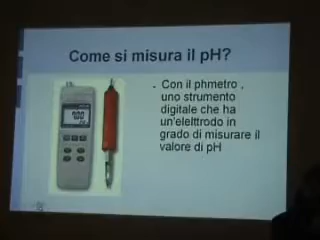 Come si misura il pH?
Con il phmetro ,
uno strumento
digitale che ha
un'elelttrodo in
grado di misurare il
valore di pH